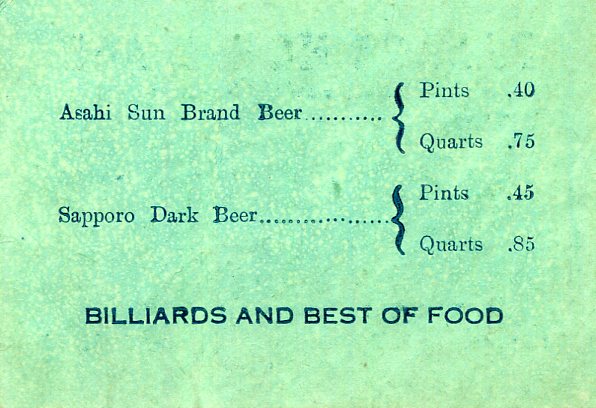 Asahi Sun Brand Beer........... { Pints .40
Quarts .75
Sapporo Dark Beer.................. { Pints .45
Quarts .85
BILLIARDS AND BEST OF FOOD